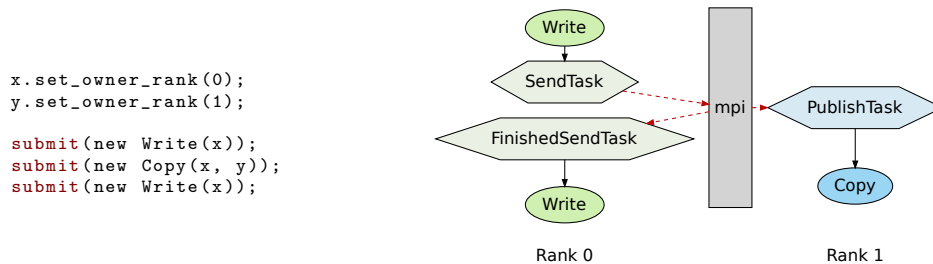 x.set_owner_rank(0);
y.set_owner_rank(1);
submit(new Write(x));
submit(new Copy(x, y));
submit(new Write(x));
Write
SendTask
mpi
PublishTask
FinishedSendTask
Write
Copy
Rank 0
Rank 1